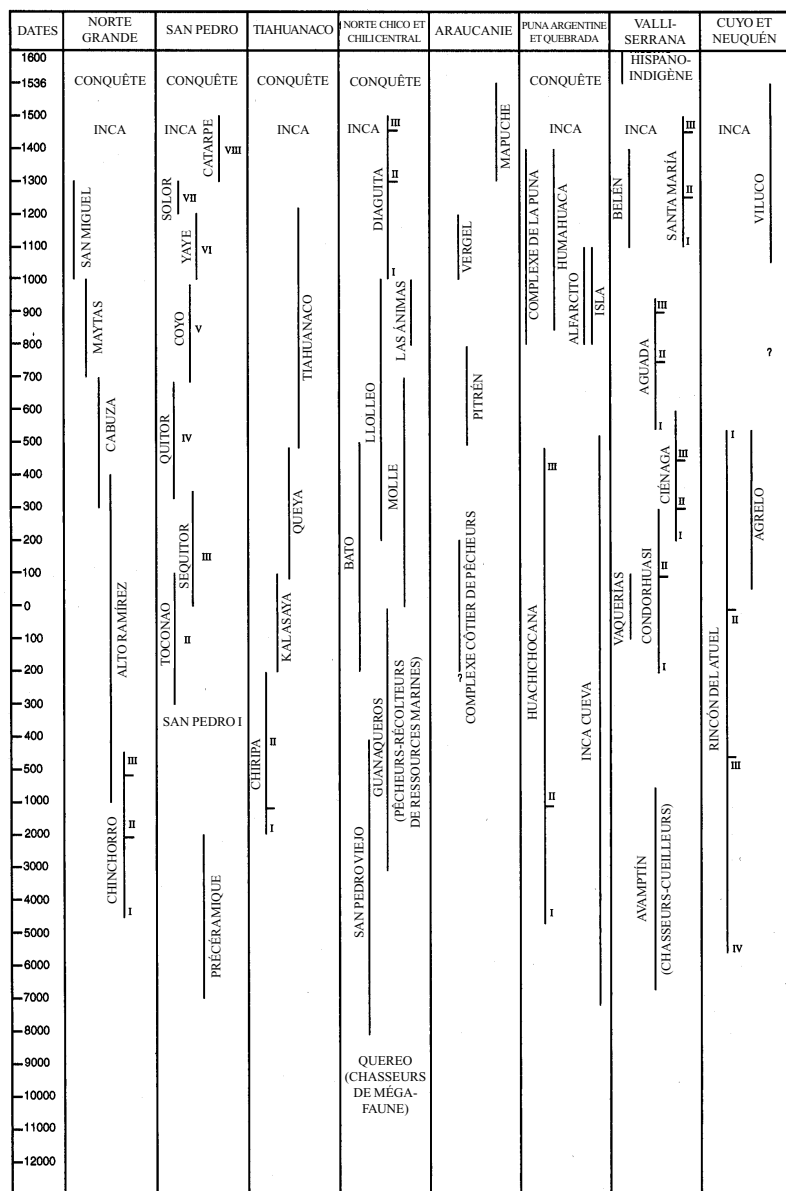 DATES
NORTE
GRANDE
SAN PEDRO
TIAHUANACO
NORTE CHICO ET
CHILI CENTRAL
ARAUCANIE
PUNA ARGENTINE
ET QUEBRADA
VALLI-
SERRANA
CUYO ET
NEUQUÉN
1600
1536
1500
1400
1300
1200
1100
1000
900
800
700
600
500
400
300
200
100
0
100
200
300
400
500
1000
2000
3000
4000
5000
6000
7000
8000
9000
10000
11000
12000
CONQUÊTE
INCA
SAN MIGUEL
MAYTAS
CABUZA
ALTO RAMÍREZ
III
II
I
CHINCHORRO
CONQUÊTE
INCA
CATARPE
VIII
SOLOR
VII
YAYE
VI
COYO
V
QUITOR
IV
SEQUITOR
III
TOCONAO
II
SAN PEDRO I
PRÉCÉRAMIQUE
CONQUÊTE
INCA
TIAHUANACO
QUEYA
KALASAYA
CHIRIPA
II
I
CONQUÊTE
INCA
III
II
I
DIAGUITA
LAS ÁNIMAS
LLOLLEO
MOLLE
BATO
GUANAQUEROS
(PÊCHEURS-RÉCOLTEURS
DE RESSOURCES MARINES)
SAN PEDRO VIEJO
QUEREO
(CHASSEURS
DE MÉGA-
FAUNE)
MAPUCHE
VERGEL
PITRÉN
COMPLEXE CÔTIER DE PÊCHEURS
?
CONQUÊTE
INCA
COMPLEXE DE LA PUNA
HUMAHUACA
ALFARCITO
ISLA
HUACHICHOCANA
III
II
I
INCA CUEVA
HISPANO-
INDIGÈNE
INCA
BELÉN
SANTA MARÍA
III
II
I
AGUADA
III
II
I
CIÉNAGA
III
II
I
VAQUERÍAS
CONDORHUASI
II
I
AVAMPTÍN
(CHASSEURS-CUEILLEURS)
INCA
VILUCO
?
AGRELO
RINCÓN DEL ATUEL
I
II
III
IV